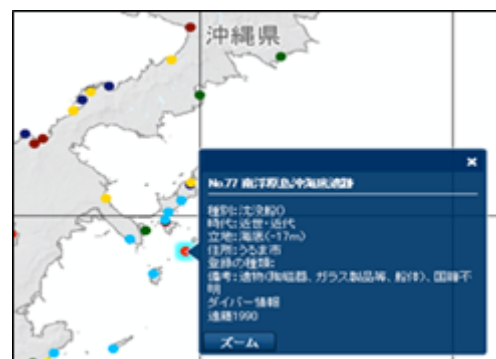 沖縄県
No.77 南浮原島沖海底遺跡
種別:沈没船()
時代:近世・近代
立地:海底(-17m)
住所:うるま市
登録の種類:
備考:遺物(陶磁器、ガラス製品等、船体)、国籍不
明
ダイバー情報
遺籍1990
ズーム